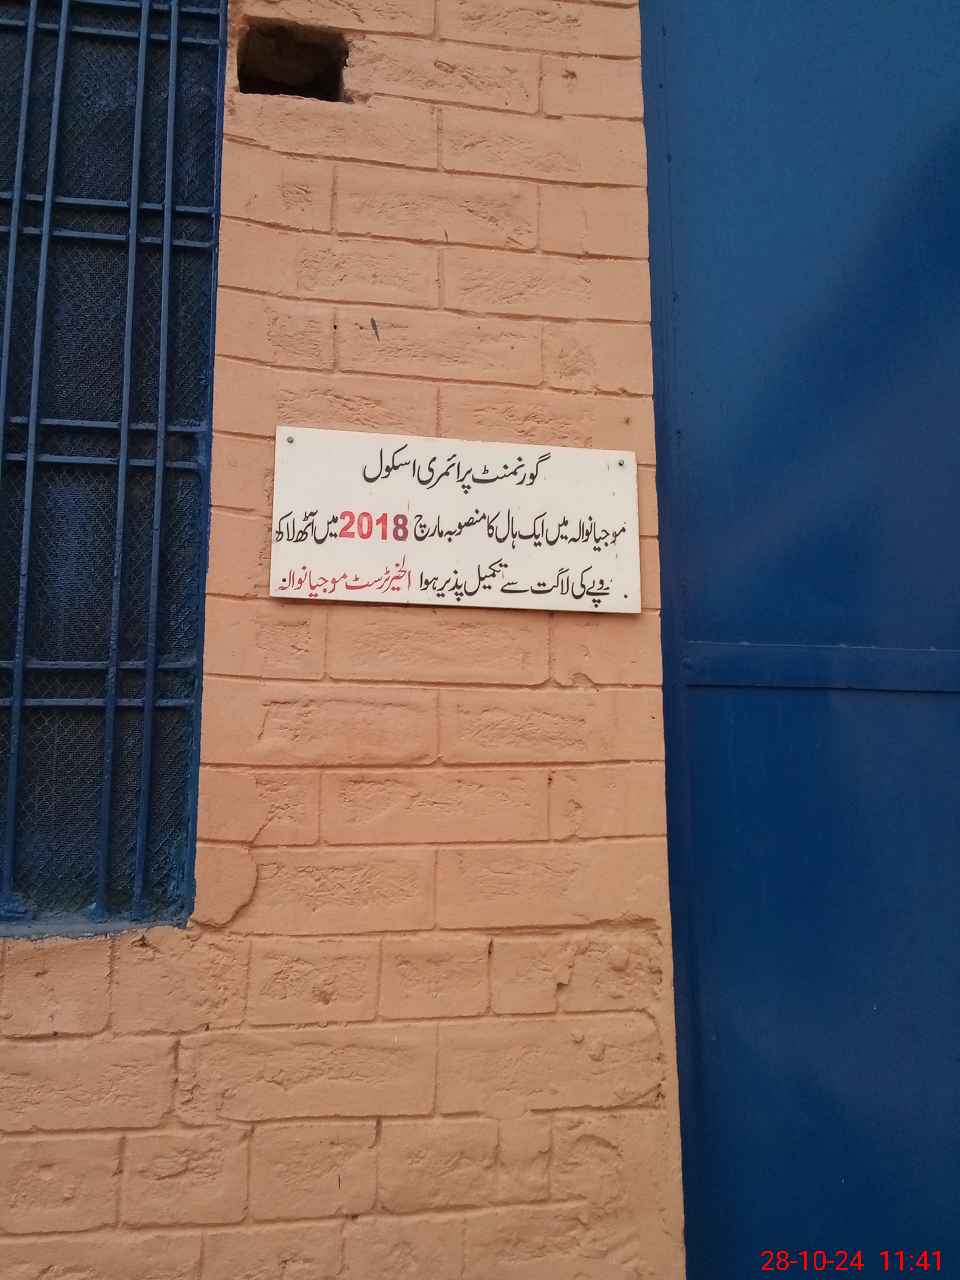 گورنمنٹ پرائمری اسکول
موجیانوالہ میں ایک ہال کا منصوبہ مارچ 2018 میں آٹھ لاکھ
روپے کی لاگت سے تکمیل پذیر ہوا الخیر ٹرسٹ موجیانوالہ
28-10-24 11:41